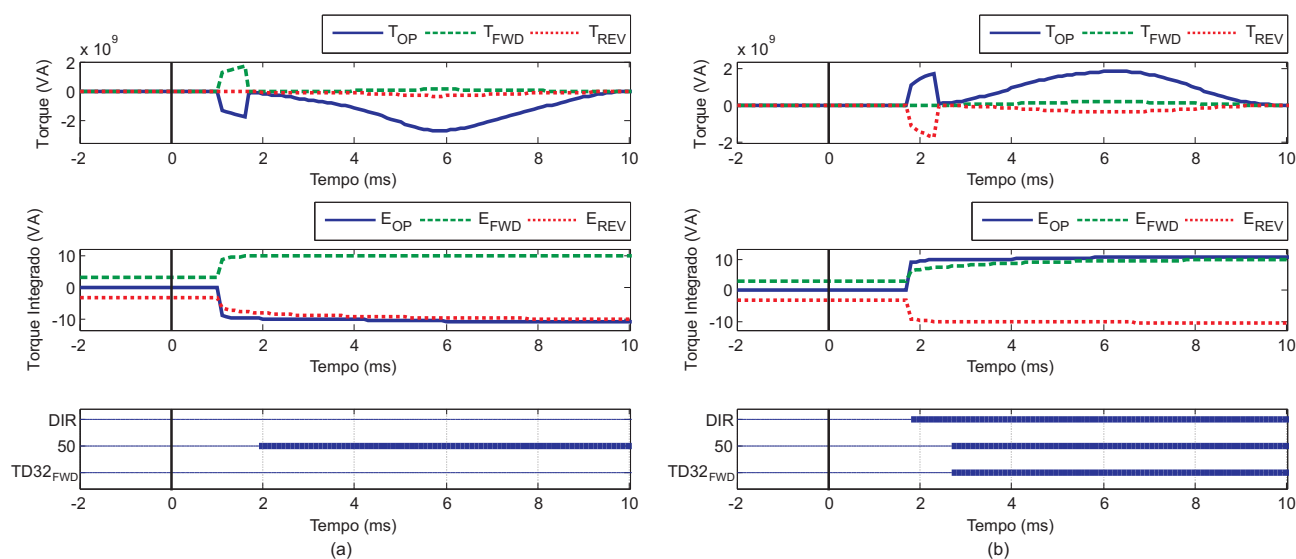 T_OP T_FWD T_REV
x 10^9
Torque (VA)
2
0
-2
-2 0 2 4 6 8 10
Tempo (ms)
E_OP E_FWD E_REV
Torque Integrado (VA)
10
0
-10
-2 0 2 4 6 8 10
Tempo (ms)
DIR
50
TD32_FWD
-2 0 2 4 6 8 10
Tempo (ms)
(a)
T_OP T_FWD T_REV
x 10^9
Torque (VA)
2
0
-2
-2 0 2 4 6 8 10
Tempo (ms)
E_OP E_FWD E_REV
Torque Integrado (VA)
10
0
-10
-2 0 2 4 6 8 10
Tempo (ms)
DIR
50
TD32_FWD
-2 0 2 4 6 8 10
Tempo (ms)
(b)